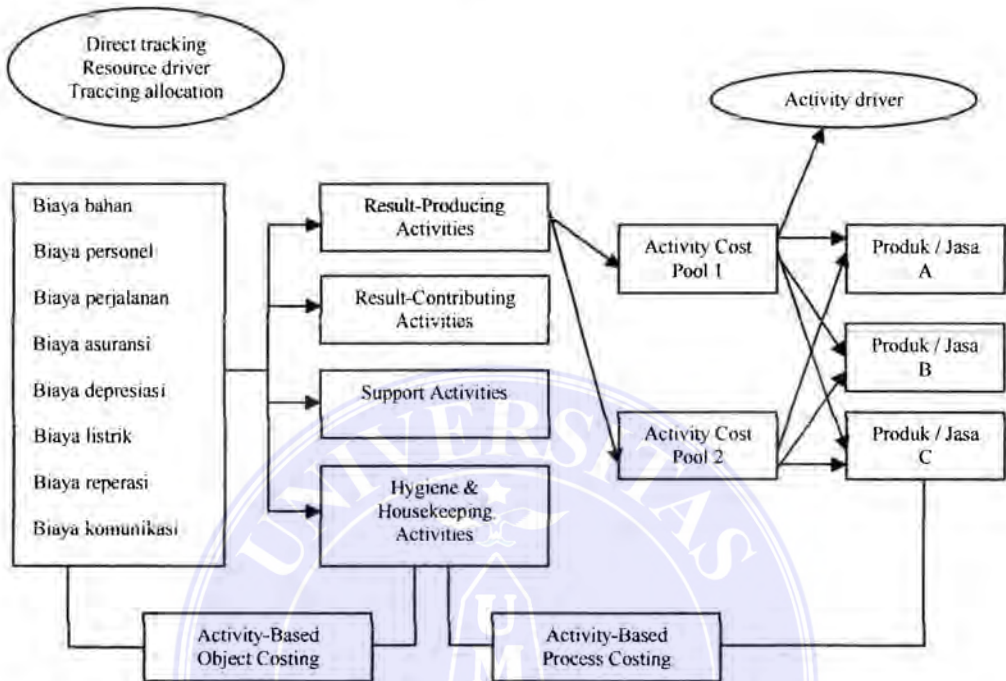 Direct tracking
Resource driver
Traccing allocation
Activity driver
Biaya bahan
Biaya personel
Biaya perjalanan
Biaya asuransi
Biaya depresiasi
Biaya listrik
Biaya reperasi
Biaya komunikasi
Result-Producing
Activities
Result-Contributing
Activities
Support Activities
Hygiene &
Housekeeping
Activities
Activity Cost
Pool 1
Activity Cost
Pool 2
Produk / Jasa
A
Produk / Jasa
B
Produk / Jasa
C
Activity-Based
Object Costing
Activity-Based
Process Costing
UNIVERSITAS
U
M